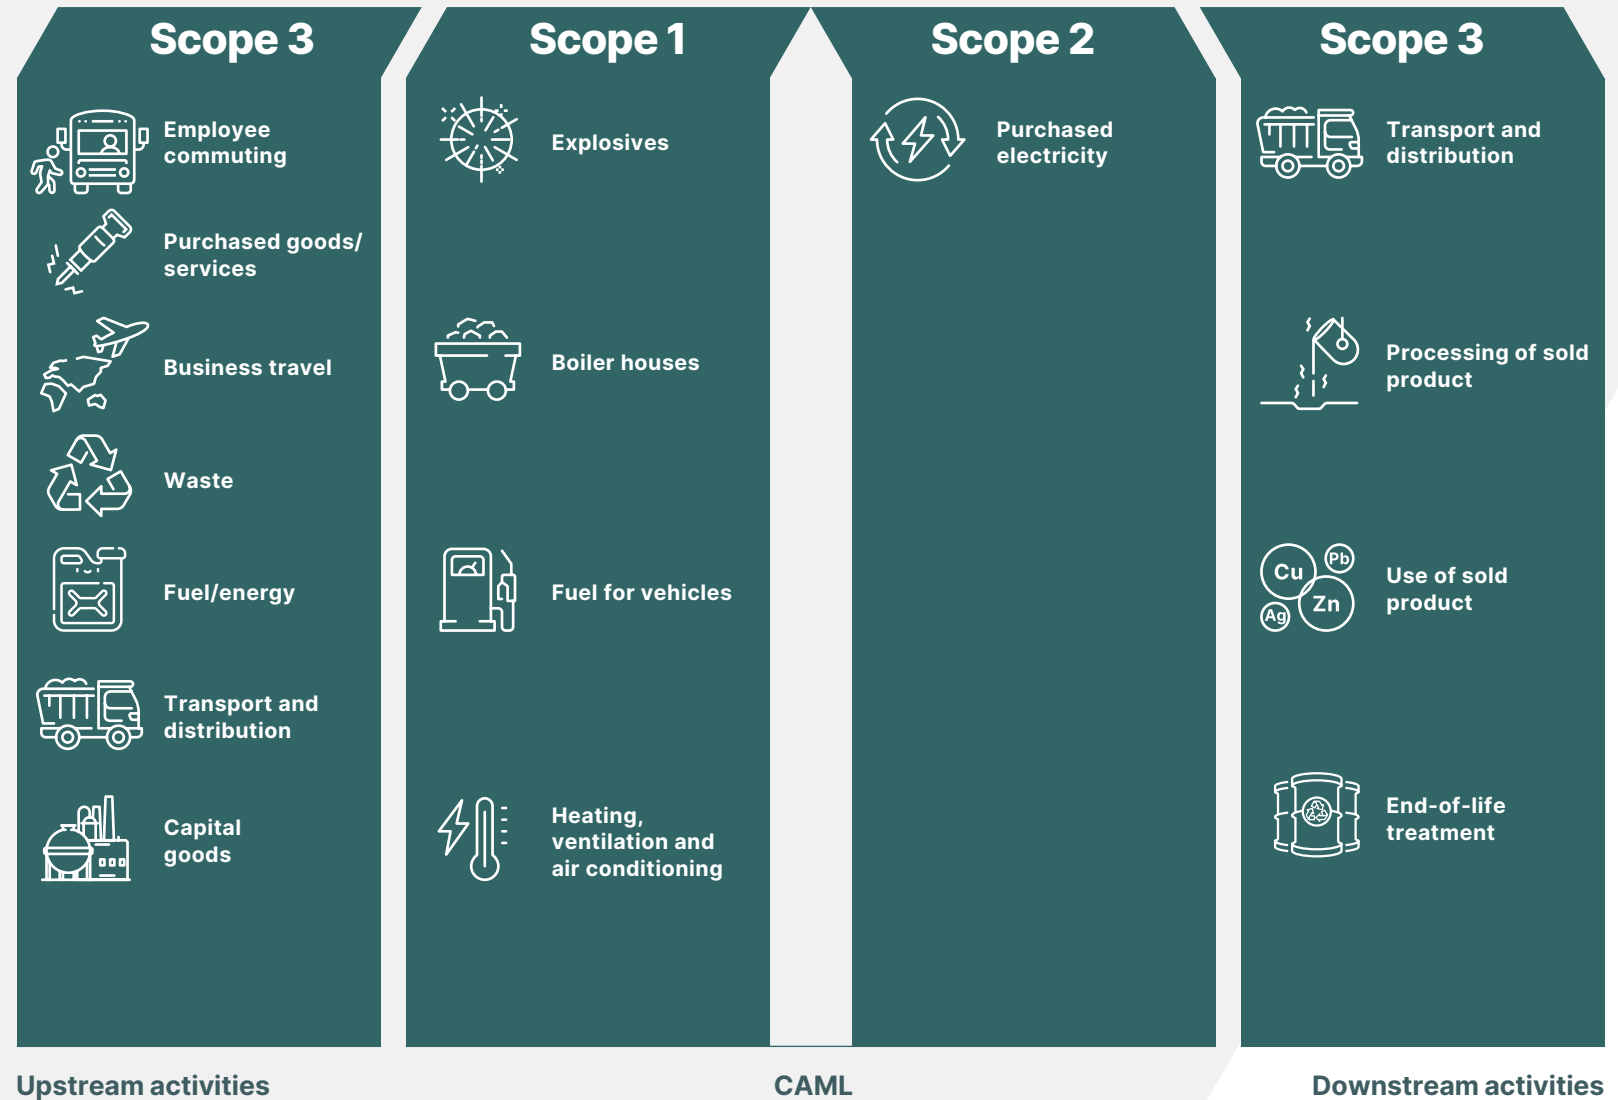 Scope 3
Employee
commuting
Purchased goods/
services
Business travel
Waste
Fuel/energy
Transport and
distribution
Capital
goods
Upstream activities
Scope 1
Explosives
Boiler houses
Fuel for vehicles
Heating,
ventilation and
air conditioning
Scope 2
Purchased
electricity
CAML
Scope 3
Transport and
distribution
Processing of sold
product
Cu
Pb
Ag
Zn
Use of sold
product
End-of-life
treatment
Downstream activities